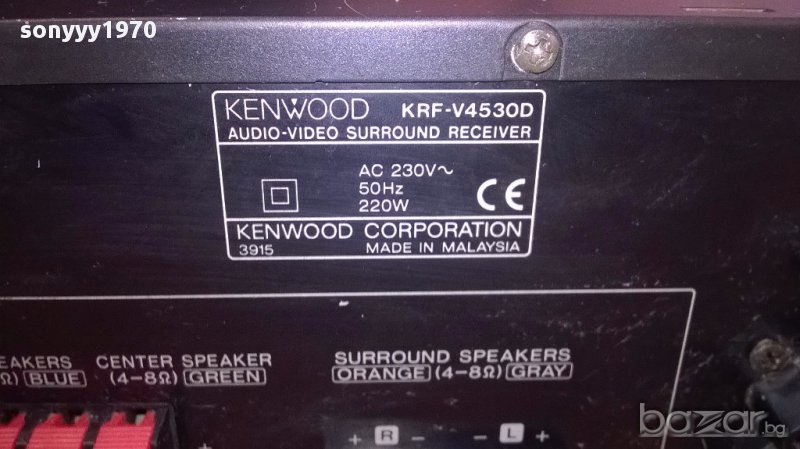 sonyyy1970
KENWOOD KRF-V4530D
AUDIO-VIDEO SURROUND RECEIVER
AC 230V~
50Hz
220W
CE
KENWOOD CORPORATION
3915 MADE IN MALAYSIA
EAKERS CENTER SPEAKER SURROUND SPEAKERS
Ω) BLUE (4–8Ω) GREEN ORANGE (4–8Ω) GRAY
+ + R - - L +
bazar.bg